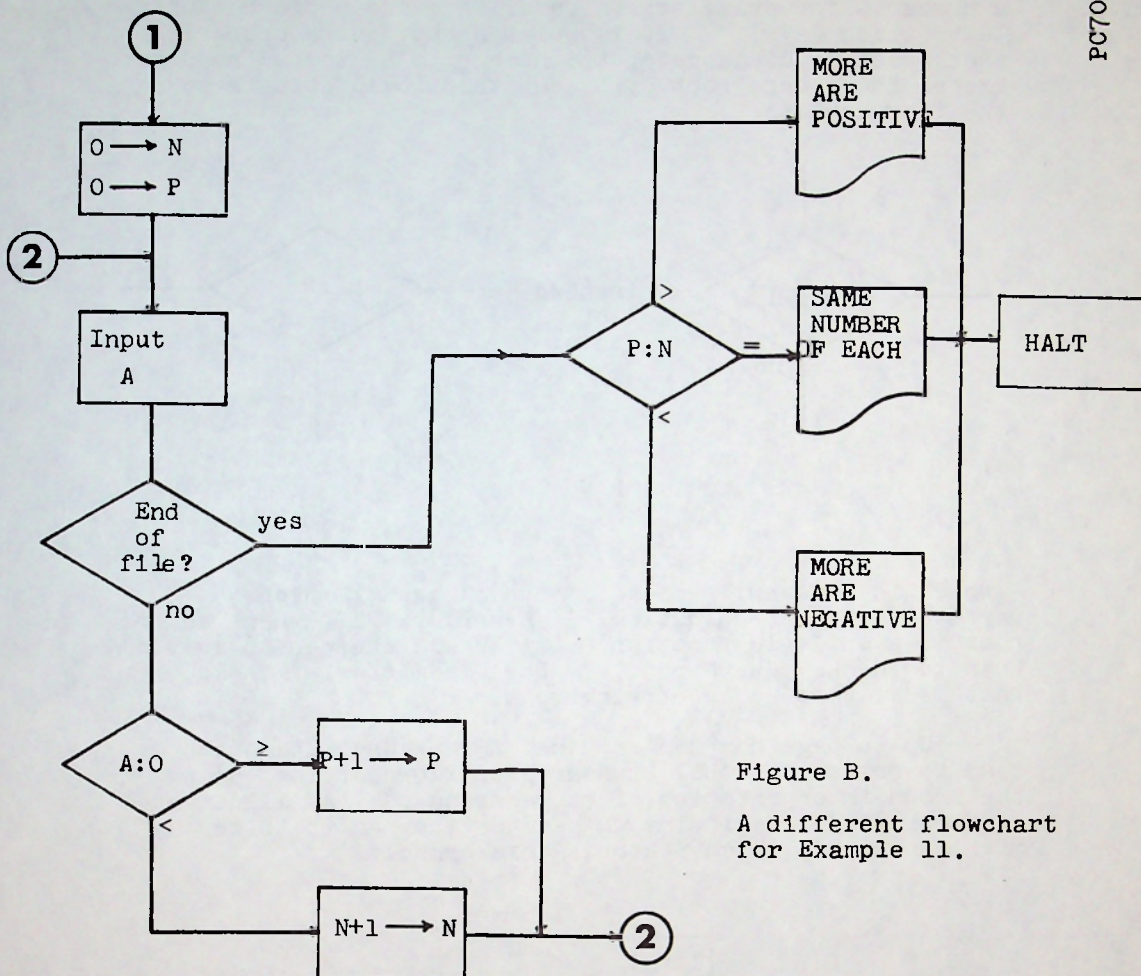 PC70
1
0 → N
0 → P
2
Input
A
End
of
file?
yes
no
A:0
≥
<
P+1 → P
N+1 → N
2
P:N
>
=
<
MORE
ARE
POSITIVE
SAME
NUMBER
OF EACH
MORE
ARE
NEGATIVE
HALT
Figure B.
A different flowchart
for Example 11.